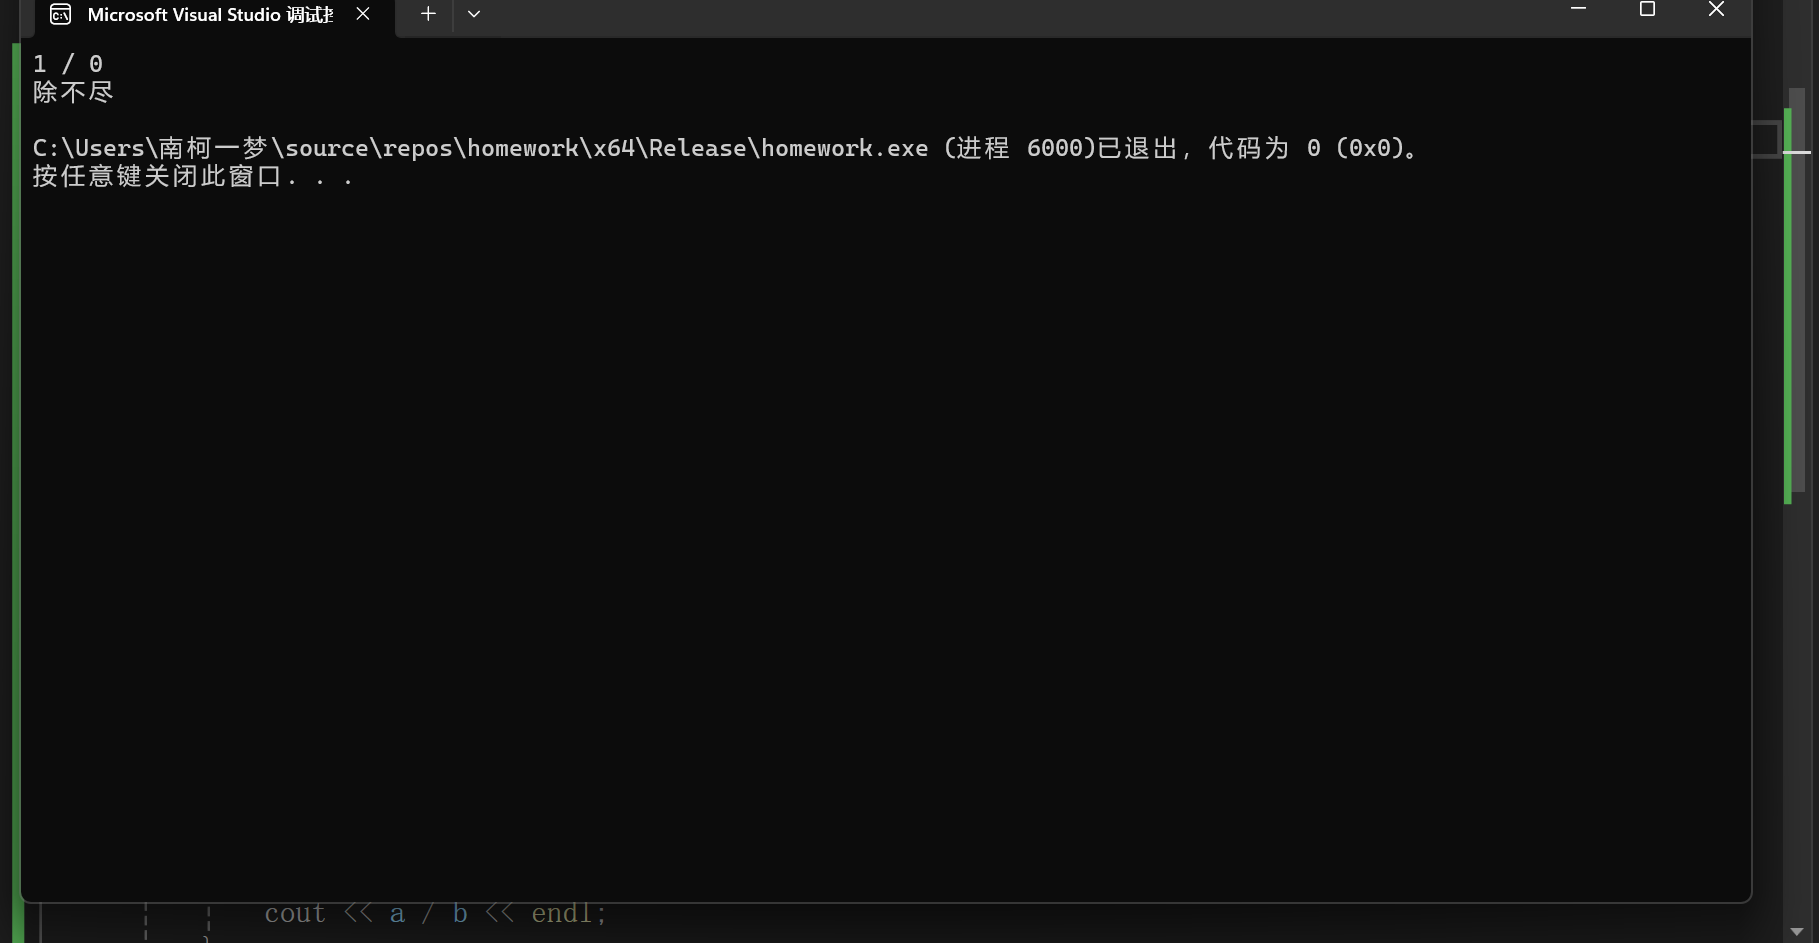 Microsoft Visual Studio 调试
1 / 0
除不尽
C:\Users\南柯一梦\source\repos\homework\x64\Release\homework.exe (进程 6000)已退出，代码为 0 (0x0)。
按任意键关闭此窗口. . .
cout << a / b << endl;